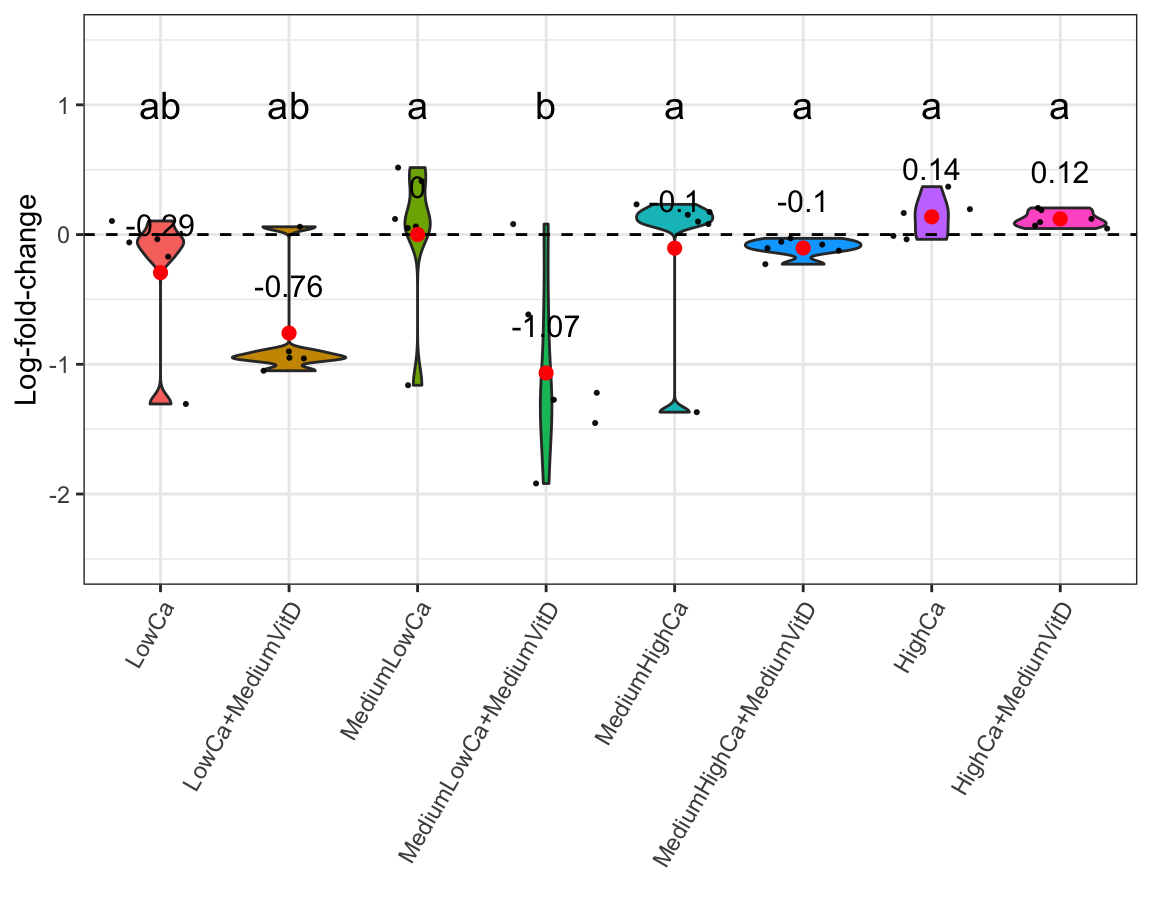 ab ab a b a a a a
-0.29 -0.76 0 -1.07 -0.1 -0.1 0.14 0.12
1
0
-1
-2
Log-fold-change
LowCa
LowCa+MediumVitD
MediumLowCa
MediumLowCa+MediumVitD
MediumHighCa
MediumHighCa+MediumVitD
HighCa
HighCa+MediumVitD